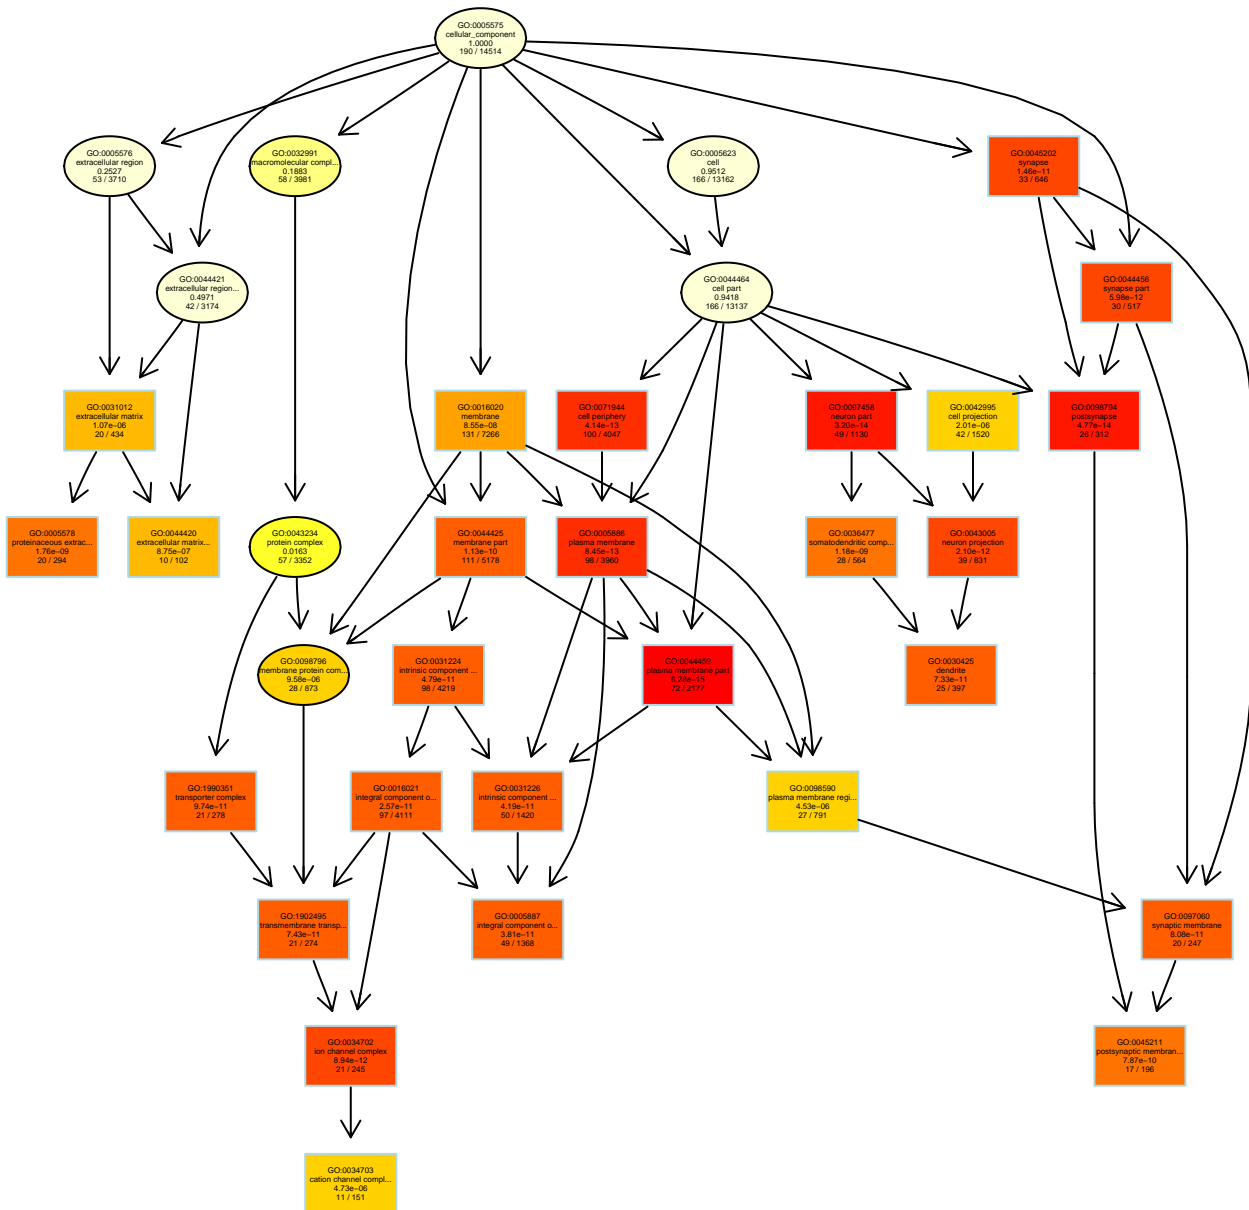 GO:0005575
cellular_component
1.0000
190 / 14514
GO:0005576
extracellular region
0.2527
53 / 3710
GO:0032991
macromolecular compl...
0.1883
58 / 3981
GO:0005623
cell
0.9512
166 / 13162
GO:0045202
synapse
1.46e−11
33 / 646
GO:0044421
extracellular region...
0.4971
42 / 3174
GO:0044464
cell part
0.9418
166 / 13137
GO:0044456
synapse part
5.98e−12
30 / 517
GO:0031012
extracellular matrix
1.07e−06
20 / 434
GO:0016020
membrane
8.55e−08
131 / 7266
GO:0071944
cell periphery
4.14e−13
100 / 4047
GO:0097458
neuron part
3.20e−14
49 / 1130
GO:0042995
cell projection
2.01e−06
42 / 1520
GO:0098794
postsynapse
4.77e−14
26 / 312
GO:0005578
proteinaceous extrac...
1.76e−09
20 / 294
GO:0044420
extracellular matrix...
8.75e−07
10 / 102
GO:0043234
protein complex
0.0163
57 / 3352
GO:0044425
membrane part
1.13e−10
111 / 5178
GO:0005886
plasma membrane
8.45e−13
98 / 3960
GO:0036477
somatodendritic comp...
1.18e−09
28 / 564
GO:0043005
neuron projection
2.10e−12
39 / 831
GO:0098796
membrane protein com...
9.58e−06
28 / 873
GO:0031224
intrinsic component ...
4.79e−11
98 / 4219
GO:0044459
plasma membrane part
6.28e−15
72 / 2177
GO:0030425
dendrite
7.33e−11
25 / 397
GO:1990351
transporter complex
9.74e−11
21 / 278
GO:0016021
integral component o...
2.57e−11
97 / 4111
GO:0031226
intrinsic component ...
4.19e−11
50 / 1420
GO:0098590
plasma membrane regi...
4.53e−06
27 / 791
GO:1902495
transmembrane transp...
7.43e−11
21 / 274
GO:0005887
integral component o...
3.81e−11
49 / 1368
GO:0097060
synaptic membrane
8.08e−11
20 / 247
GO:0034702
ion channel complex
8.94e−12
21 / 245
GO:0045211
postsynaptic membran...
7.87e−10
17 / 196
GO:0034703
cation channel compl...
4.73e−06
11 / 151